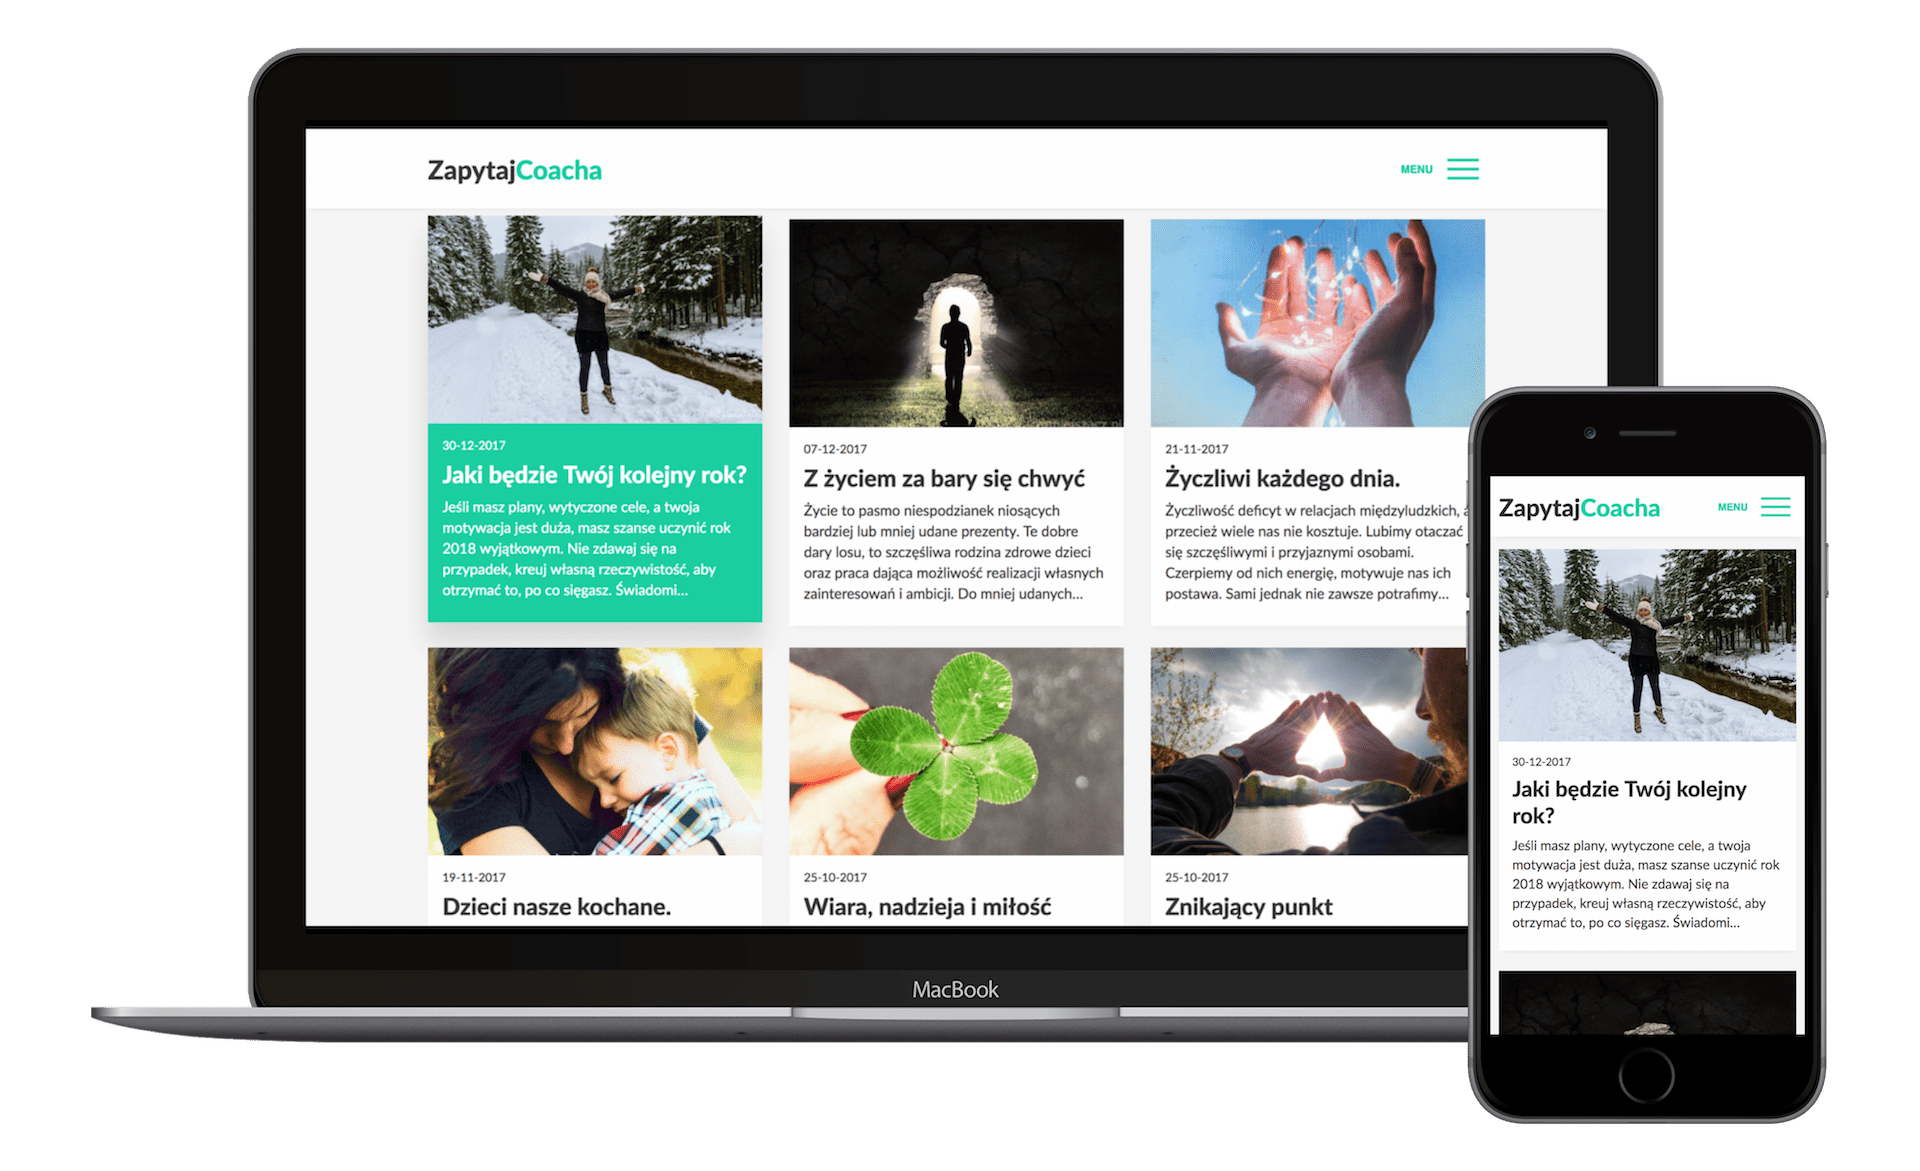 ZapytajCoacha
MENU
30-12-2017
Jaki będzie Twój kolejny rok?
Jeśli masz plany, wytyczone cele, a twoja
motywacja jest duża, masz szanse uczynić rok
2018 wyjątkowym. Nie zdawaj się na
przypadek, kreuj własną rzeczywistość, aby
otrzymać to, po co sięgasz. Świadomi...
07-12-2017
Z życiem za bary się chwyć
Życie to pasmo niespodzianek niosących
bardziej lub mniej udane prezenty. Te dobre
dary losu, to szczęśliwa rodzina zdrowe dzieci
oraz praca dająca możliwość realizacji własnych
zainteresowań i ambicji. Do mniej udanych...
21-11-2017
Życzliwi każdego dnia.
Życzliwość deficyt w relacjach międzyludzkich, a
przecież wiele nas nie kosztuje. Lubimy otaczać
się szczęśliwymi i przyjaznymi osobami.
Czerpiemy od nich energię, motywuje nas ich
postawa. Sami jednak nie zawsze potrafimy...
19-11-2017
Dzieci nasze kochane.
25-10-2017
Wiara, nadzieja i miłość
25-10-2017
Znikający punkt
MacBook
ZapytajCoacha
MENU
30-12-2017
Jaki będzie Twój kolejny
rok?
Jeśli masz plany, wytyczone cele, a twoja
motywacja jest duża, masz szanse uczynić rok
2018 wyjątkowym. Nie zdawaj się na
przypadek, kreuj własną rzeczywistość, aby
otrzymać to, po co sięgasz. Świadomi...